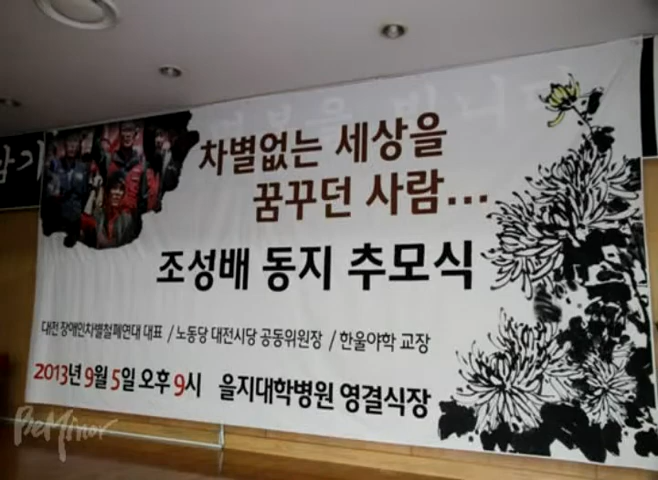 차별없는 세상을
꿈꾸던 사람...
조성배 동지 추모식
대전 장애인차별철폐연대 대표 / 노동당 대전시당 공동위원장 / 한울야학 교장
2013년 9월 5일 오후 9시 을지대학병원 영결식장
BeMinor